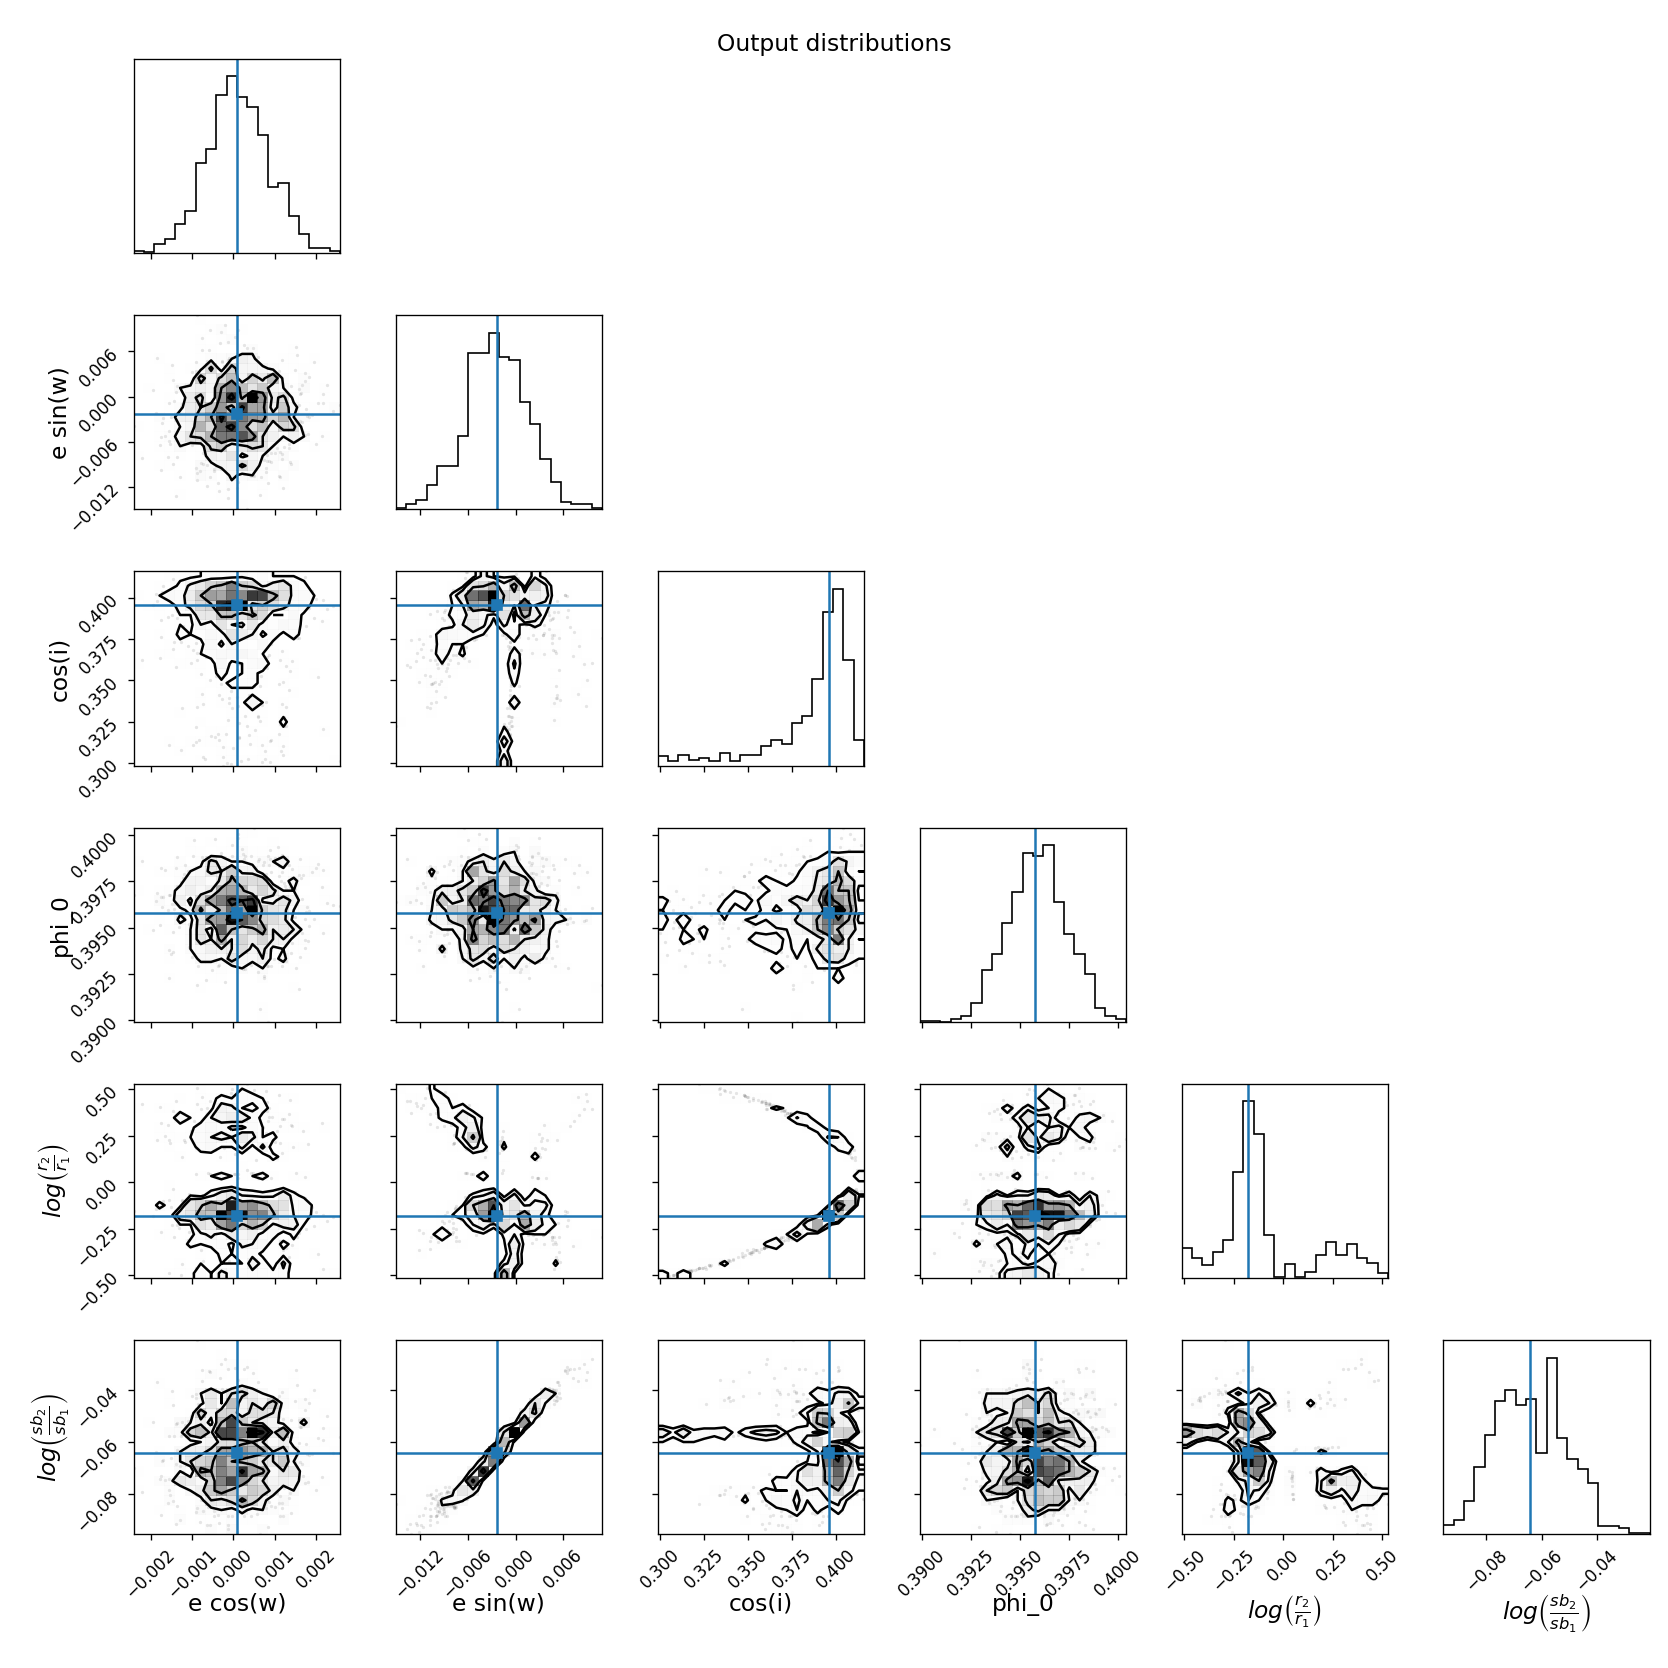 Output distributions
e sin(w)
0.006
0.000
−0.006
−0.012
cos(i)
0.400
0.375
0.350
0.325
0.300
phi_0
0.4000
0.3975
0.3950
0.3925
0.3900
log(r₂/r₁)
0.50
0.25
0.00
−0.25
−0.50
log(sb₂/sb₁)
−0.04
−0.06
−0.08
−0.002 −0.001 0.000 0.001 0.002
e cos(w)
−0.012 −0.006 0.000 0.006
e sin(w)
0.300 0.325 0.350 0.375 0.400
cos(i)
0.3900 0.3925 0.3950 0.3975 0.4000
phi_0
−0.50 −0.25 0.00 0.25 0.50
log(r₂/r₁)
−0.08 −0.06 −0.04
log(sb₂/sb₁)